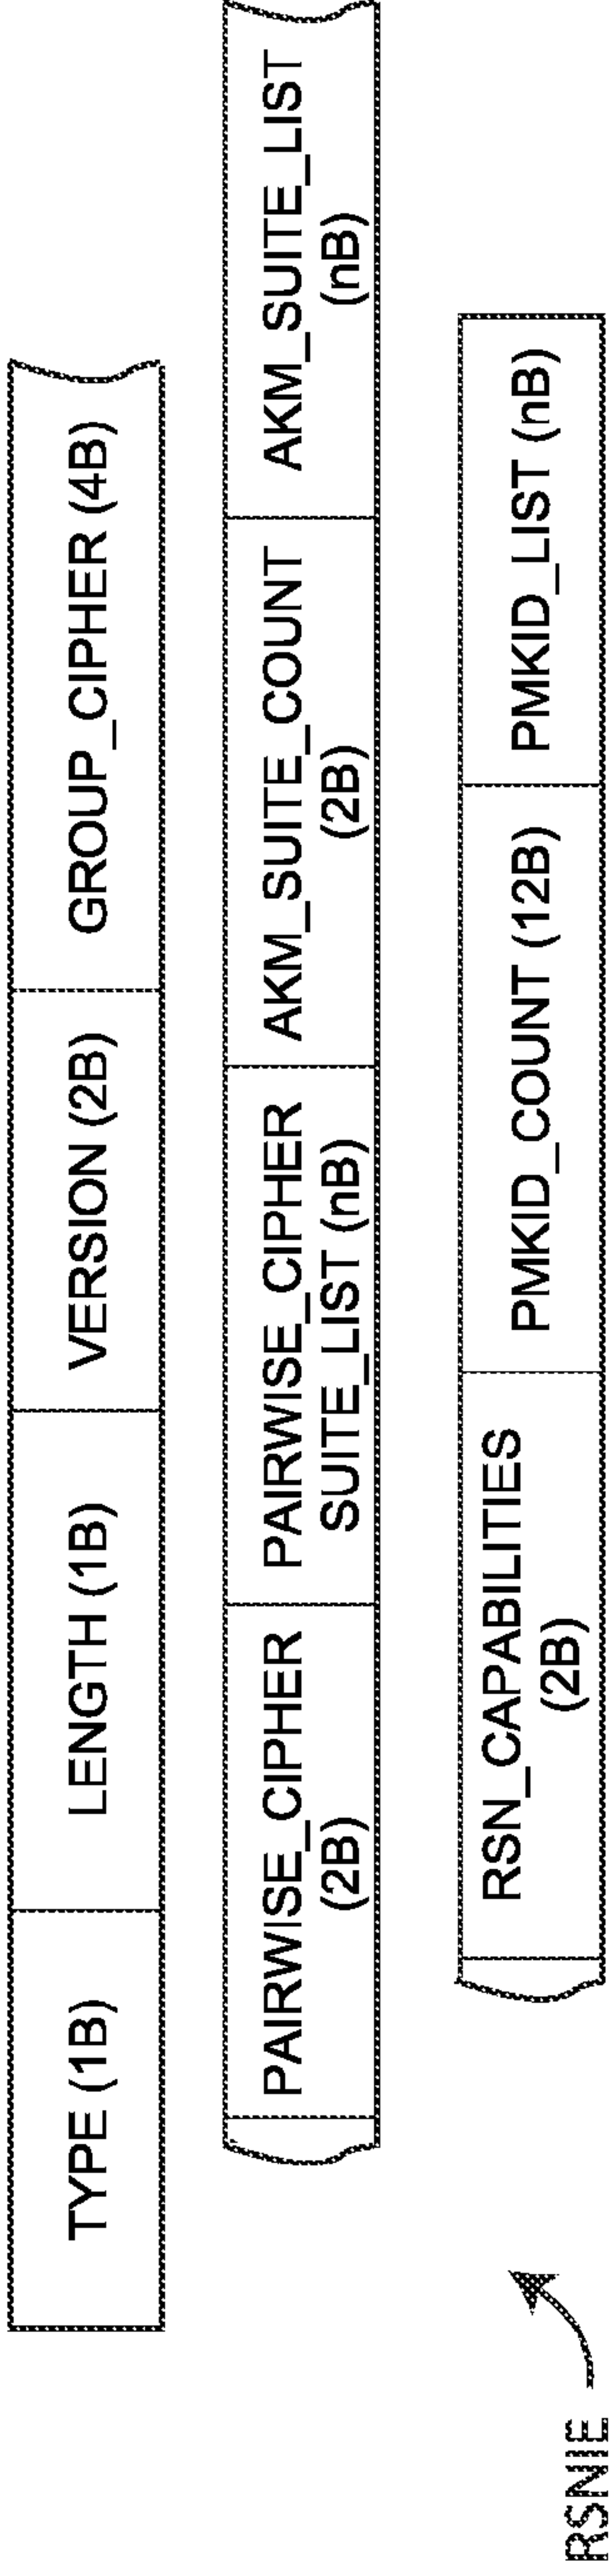 TYPE (1B)
LENGTH (1B)
VERSION (2B)
GROUP_CIPHER (4B)
PAIRWISE_CIPHER
(2B)
PAIRWISE_CIPHER
SUITE_LIST (nB)
AKM_SUITE_COUNT
(2B)
AKM_SUITE_LIST
(nB)
RSN_CAPABILITIES
(2B)
PMKID_COUNT (12B)
PMKID_LIST (nB)
RSNIE